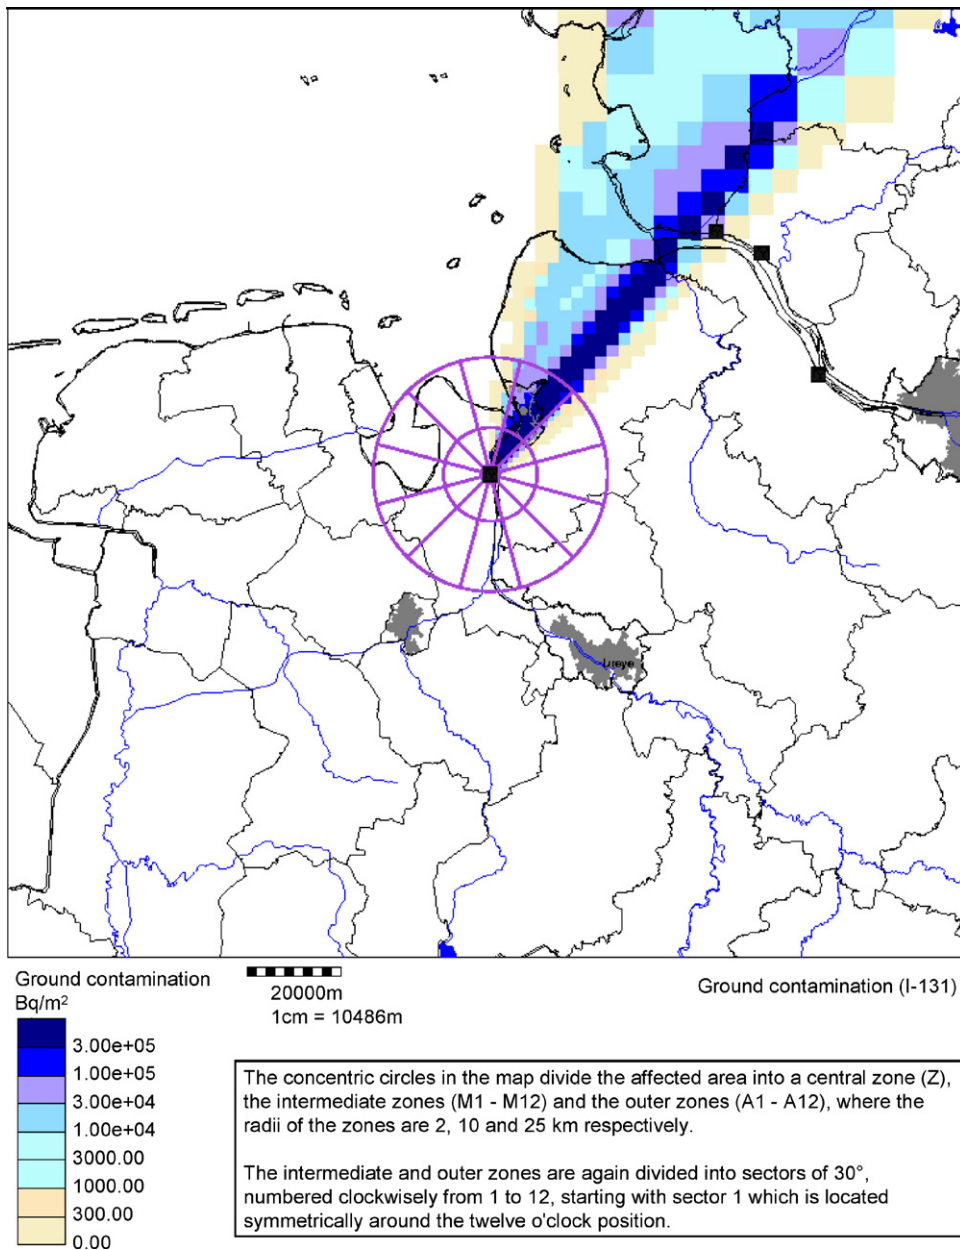 Ureye
Ground contamination
Bq/m²
20000m
1cm = 10486m
Ground contamination (I-131)
3.00e+05
1.00e+05
3.00e+04
1.00e+04
3000.00
1000.00
300.00
0.00
The concentric circles in the map divide the affected area into a central zone (Z),
the intermediate zones (M1 - M12) and the outer zones (A1 - A12), where the
radii of the zones are 2, 10 and 25 km respectively.
The intermediate and outer zones are again divided into sectors of 30°,
numbered clockwisely from 1 to 12, starting with sector 1 which is located
symmetrically around the twelve o'clock position.